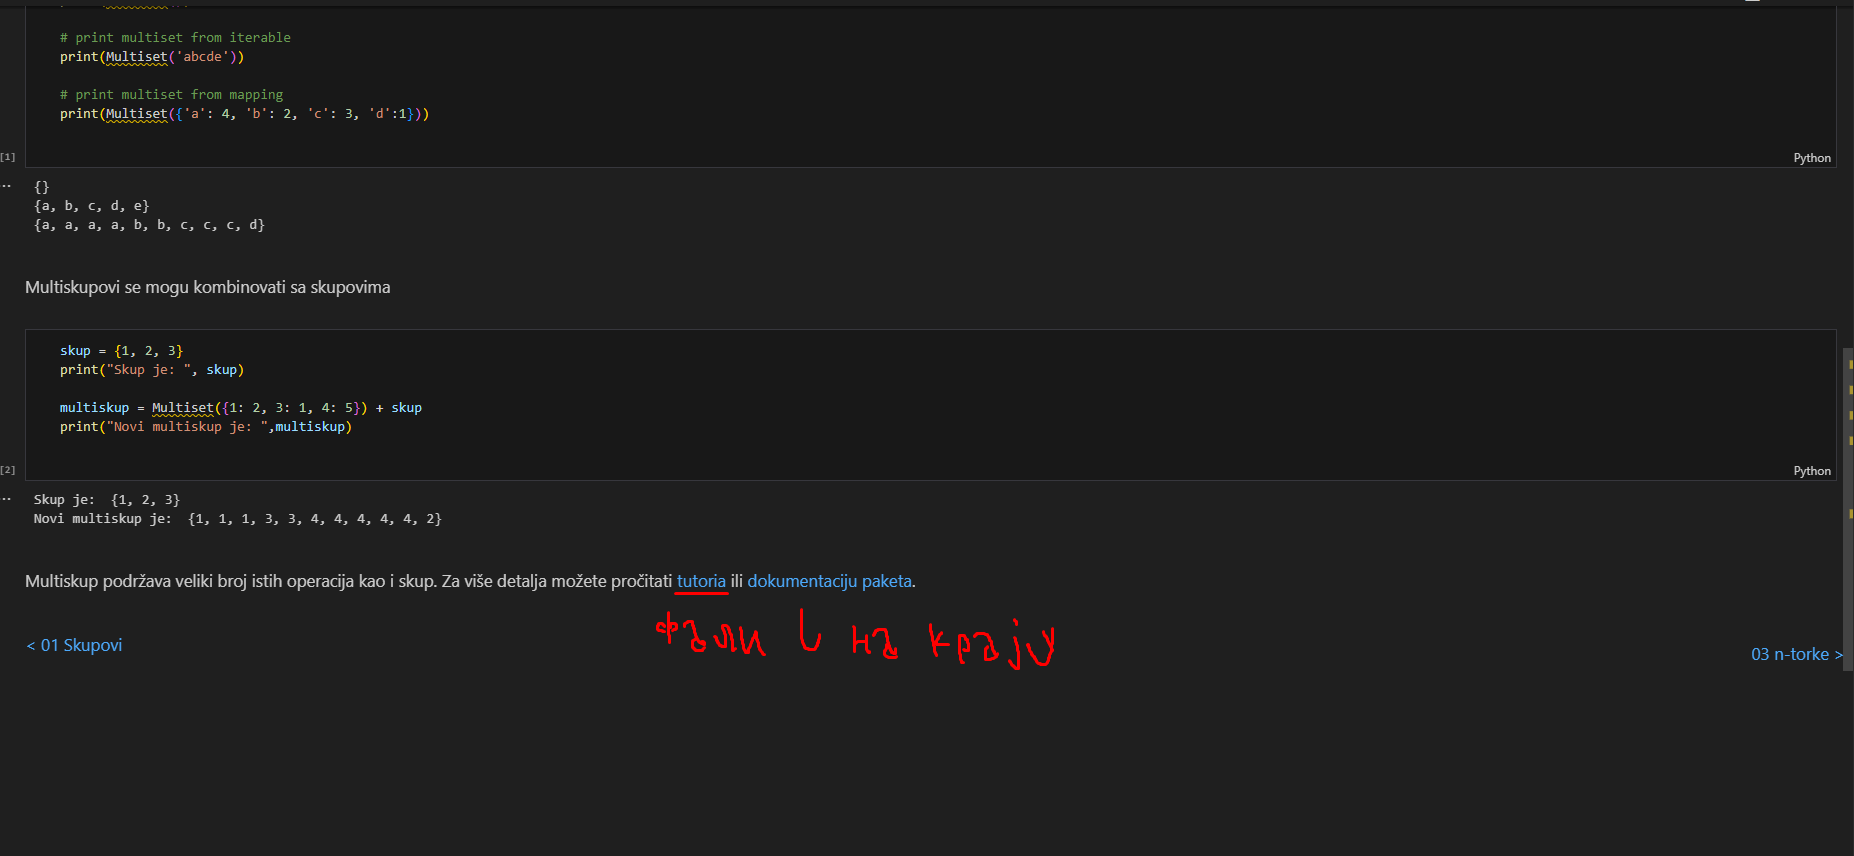 # print multiset from iterable
print(Multiset('abcde'))
# print multiset from mapping
print(Multiset({'a': 4, 'b': 2, 'c': 3, 'd':1}))
[1]
Python
{}
{a, b, c, d, e}
{a, a, a, a, b, b, c, c, c, d}
Multiskupovi se mogu kombinovati sa skupovima
skup = {1, 2, 3}
print("Skup je: ", skup)
multiskup = Multiset({1: 2, 3: 1, 4: 5}) + skup
print("Novi multiskup je: ",multiskup)
[2]
Python
Skup je:  {1, 2, 3}
Novi multiskup je:  {1, 1, 1, 3, 3, 4, 4, 4, 4, 4, 2}
Multiskup podržava veliki broj istih operacija kao i skup. Za više detalja možete pročitati tutoria ili dokumentaciju paketa.
фали l на крају
< 01 Skupovi
03 n-torke >